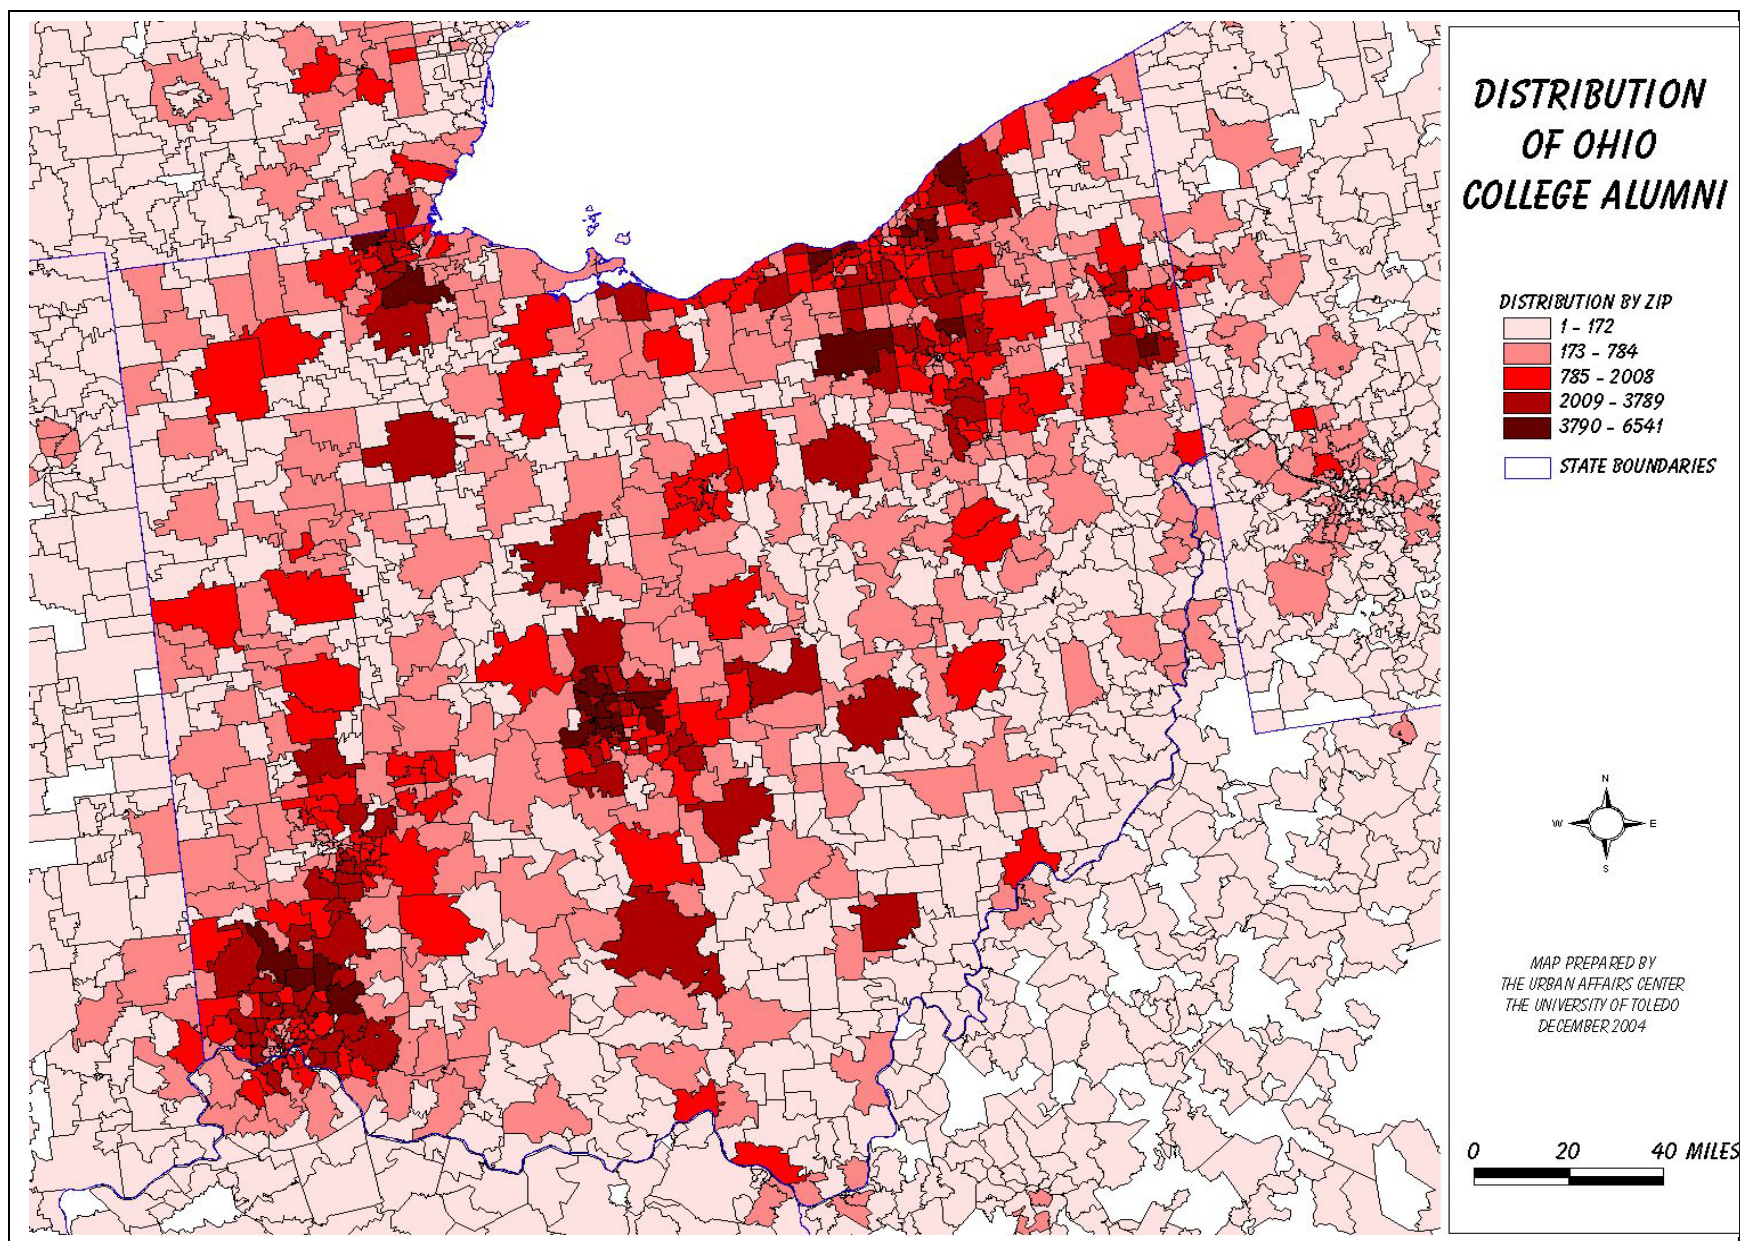 DISTRIBUTION
OF OHIO
COLLEGE ALUMNI
DISTRIBUTION BY ZIP
1 - 172
173 - 784
785 - 2008
2009 - 3789
3790 - 6541
STATE BOUNDARIES
N
W E
S
MAP PREPARED BY
THE URBAN AFFAIRS CENTER
THE UNIVERSITY OF TOLEDO
DECEMBER 2004
0 20 40 MILES